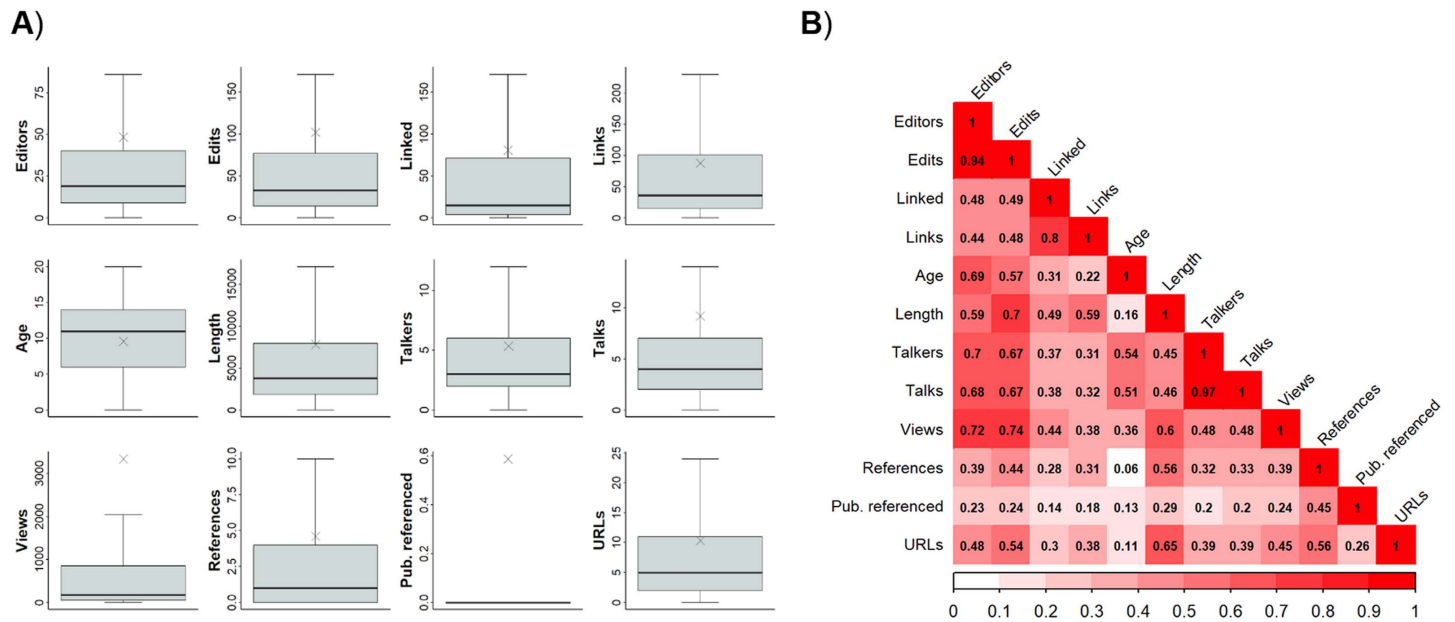 A)
B)
Editors
0
25
50
75
Edits
0
50
100
150
Linked
0
50
100
150
Links
0
50
100
150
200
Age
0
5
10
15
20
Length
0
5000
10000
15000
Talkers
0
5
10
Talks
0
5
10
Views
0
1000
2000
3000
References
0.0
2.5
5.0
7.5
10.0
Pub. referenced
0.0
0.2
0.4
0.6
URLs
0
5
10
15
20
25
Editors
Edits
Linked
Links
Age
Length
Talkers
Talks
Views
References
Pub. referenced
URLs
Editors 1
Edits 0.94 1
Linked 0.48 0.49 1
Links 0.44 0.48 0.8 1
Age 0.69 0.57 0.31 0.22 1
Length 0.59 0.7 0.49 0.59 0.16 1
Talkers 0.7 0.67 0.37 0.31 0.54 0.45 1
Talks 0.68 0.67 0.38 0.32 0.51 0.46 0.97 1
Views 0.72 0.74 0.44 0.38 0.36 0.6 0.48 0.48 1
References 0.39 0.44 0.28 0.31 0.06 0.56 0.32 0.33 0.39 1
Pub. referenced 0.23 0.24 0.14 0.18 0.13 0.29 0.2 0.2 0.24 0.45 1
URLs 0.48 0.54 0.3 0.38 0.11 0.65 0.39 0.39 0.45 0.56 0.26 1
0 0.1 0.2 0.3 0.4 0.5 0.6 0.7 0.8 0.9 1